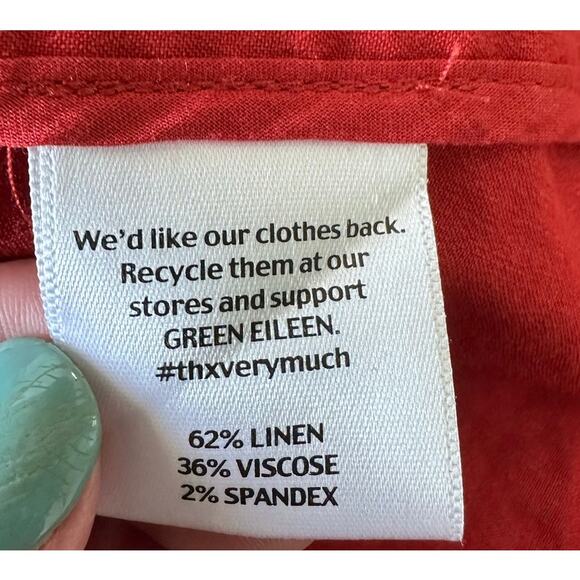 We'd like our clothes back.
Recycle them at our
stores and support
GREEN EILEEN.
#thxverymuch
62% LINEN
36% VISCOSE
2% SPANDEX